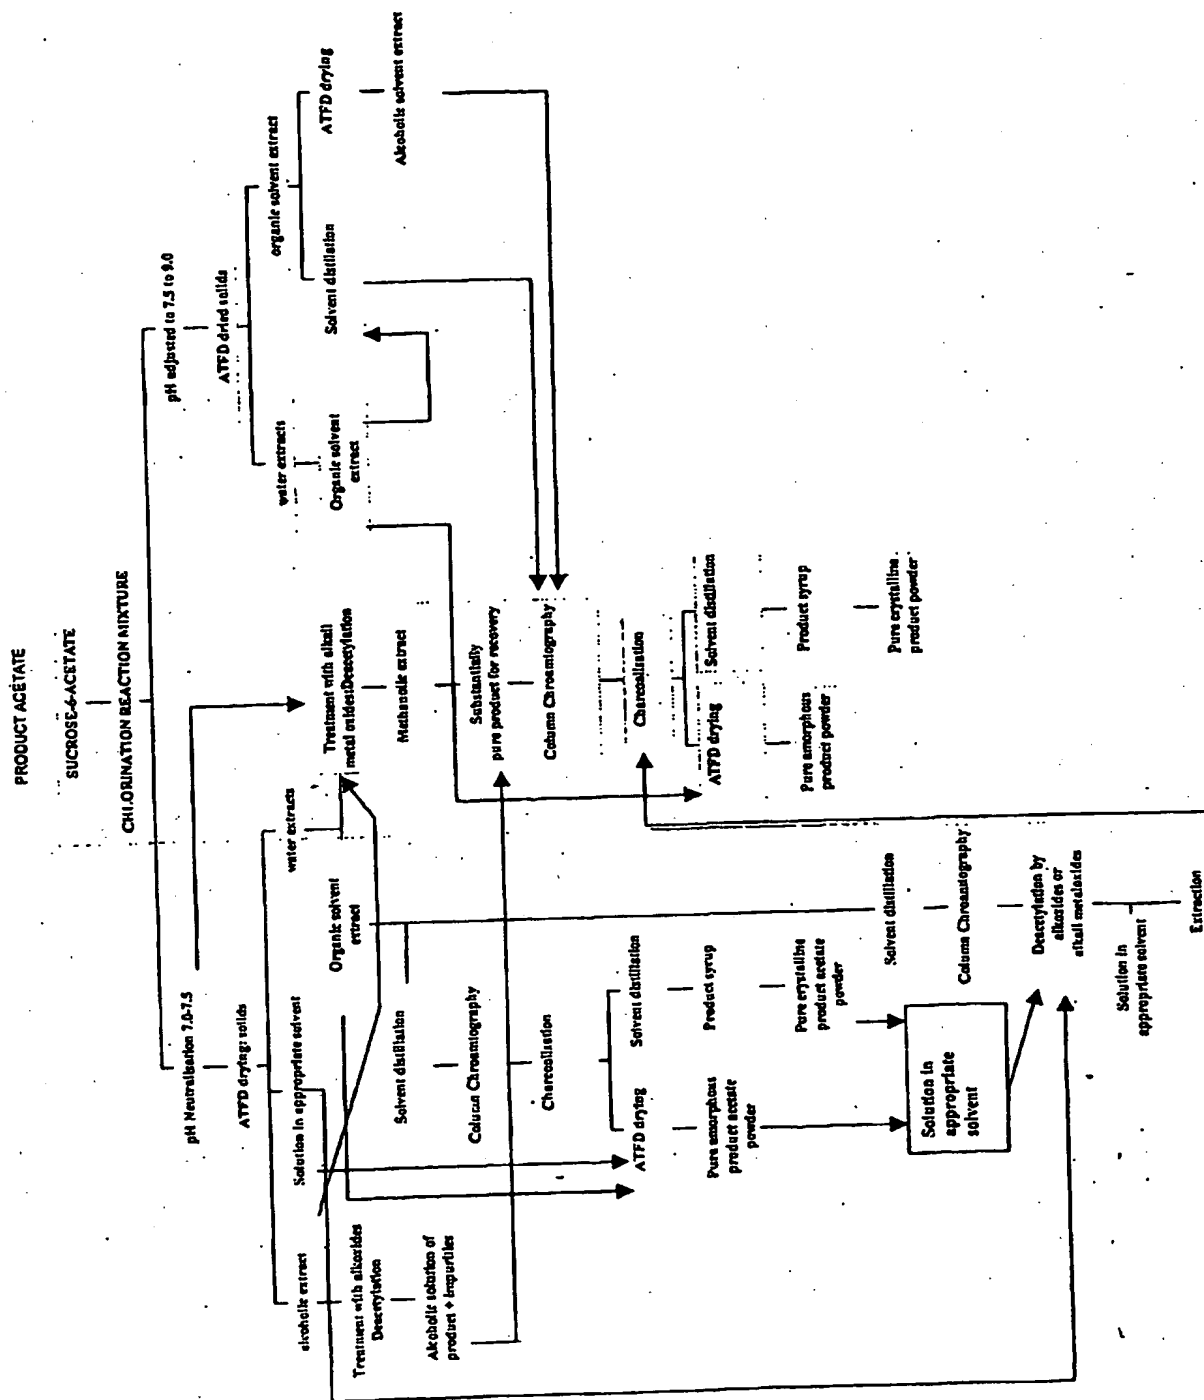 PRODUCT ACETATE
SUCROSE-6-ACETATE
CHLORINATION REACTION MIXTURE
pH Neutralisation 7.0-7.5
pH adjusted to 7.5 to 9.0
ATFD drying: solids
ATFD dried solids
alcoholic extract
Solution in appropriate solvent
Organic solvent
extract
water extracts
water extracts
organic solvent extract
Treatment with alkoxides
Deacetylation
Alcoholic solution of
product + impurities
Solvent distillation
Column Chroamtography
Charcoalisation
ATFD drying
Solvent distillation
Pure amorphous
product acetate
powder
Product syrup
Pure crystalline
product acetate
powder
Solution in
appropriate
solvent
Solvent distillation
Column Chroamtography
Deacetylation by
alkoxides or
alkali metaloxides
Solution in
appropriate solvent
Extraction
Treatment with alkali
metal oxides:Deacetylation
Methanolic extract
Substantially
pure product for recovery
Column Chroamtography
Charcoalisation
ATFD drying
Solvent distillation
Pure amorphous
product powder
Product syrup
Pure crystalline
product powder
Organic solvent
extract
Solvent distillation
ATFD drying
Alcoholic solvent extract